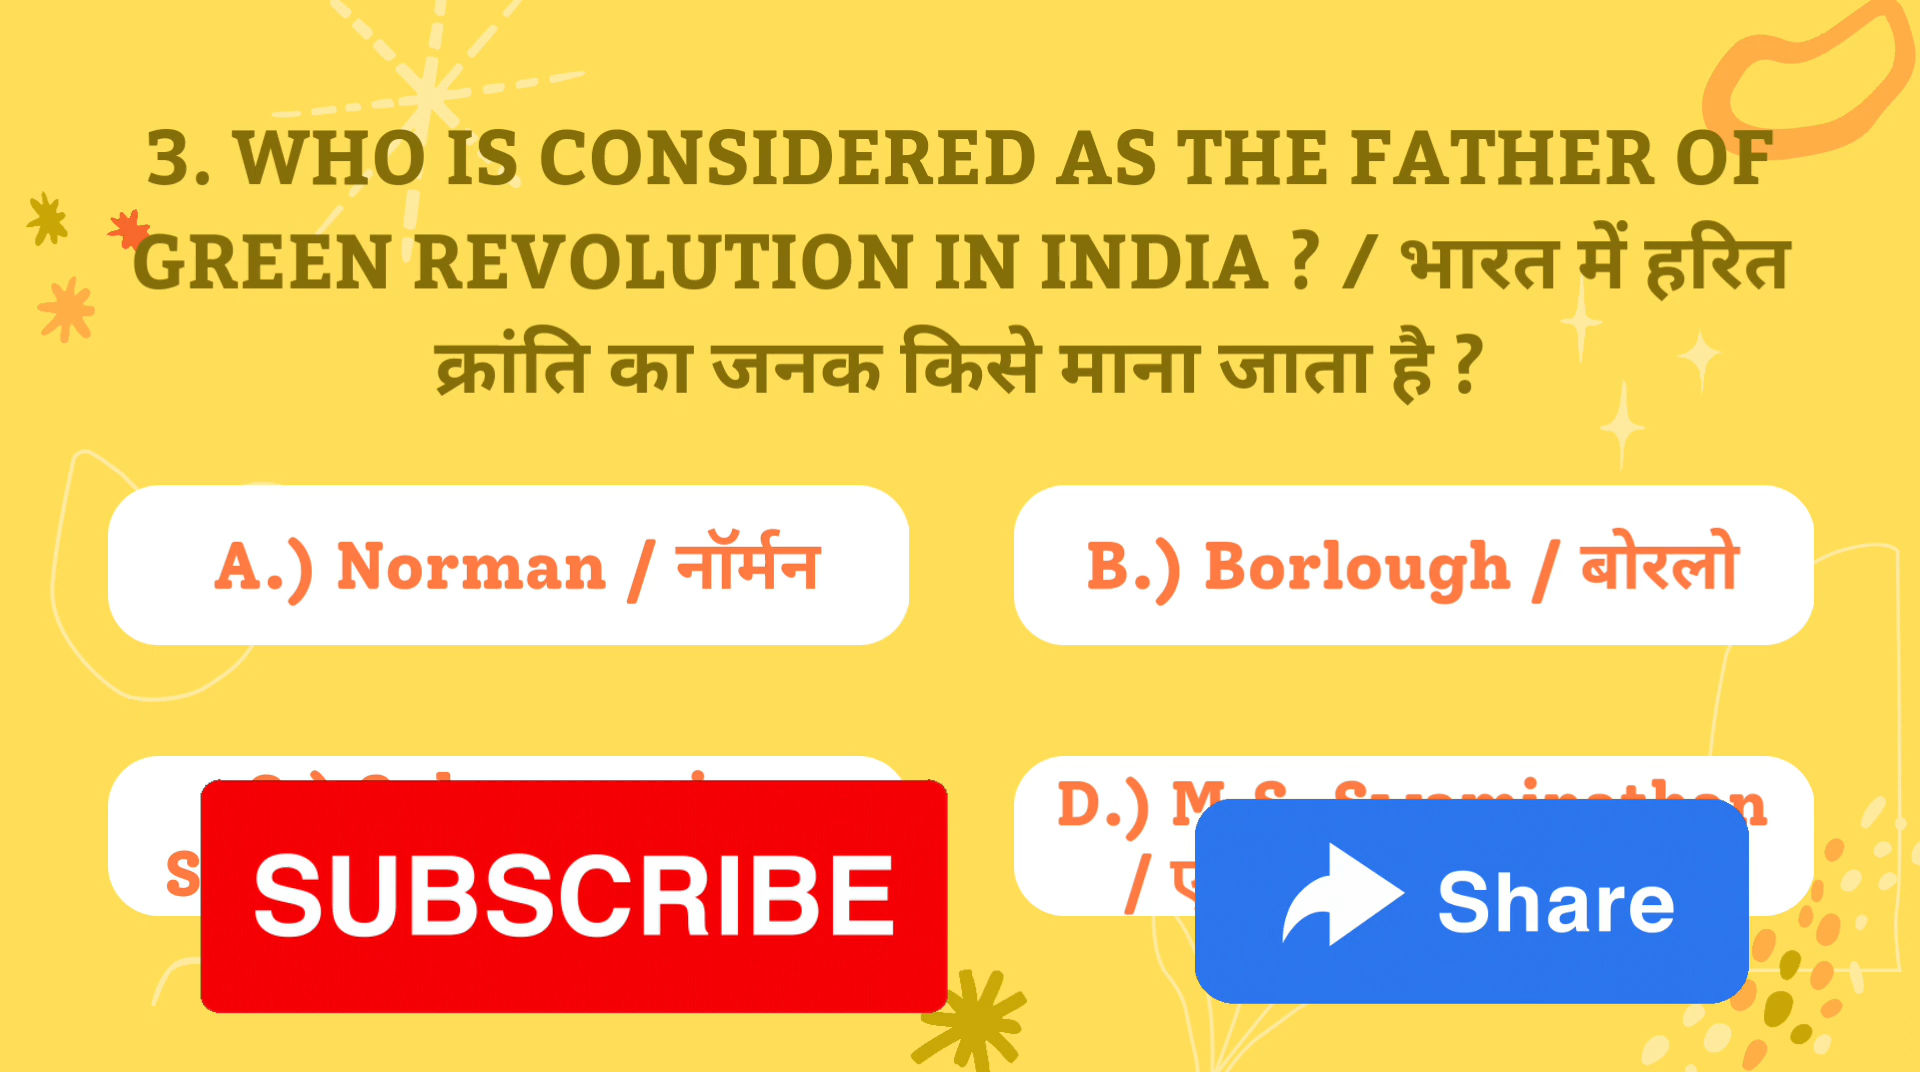 3. WHO IS CONSIDERED AS THE FATHER OF
GREEN REVOLUTION IN INDIA ? / भारत में हरित
क्रांति का जनक किसे माना जाता है ?
A.) Norman / नॉर्मन
B.) Borlough / बोरलो
D.) M.S. Swaminathan
/
SUBSCRIBE
Share